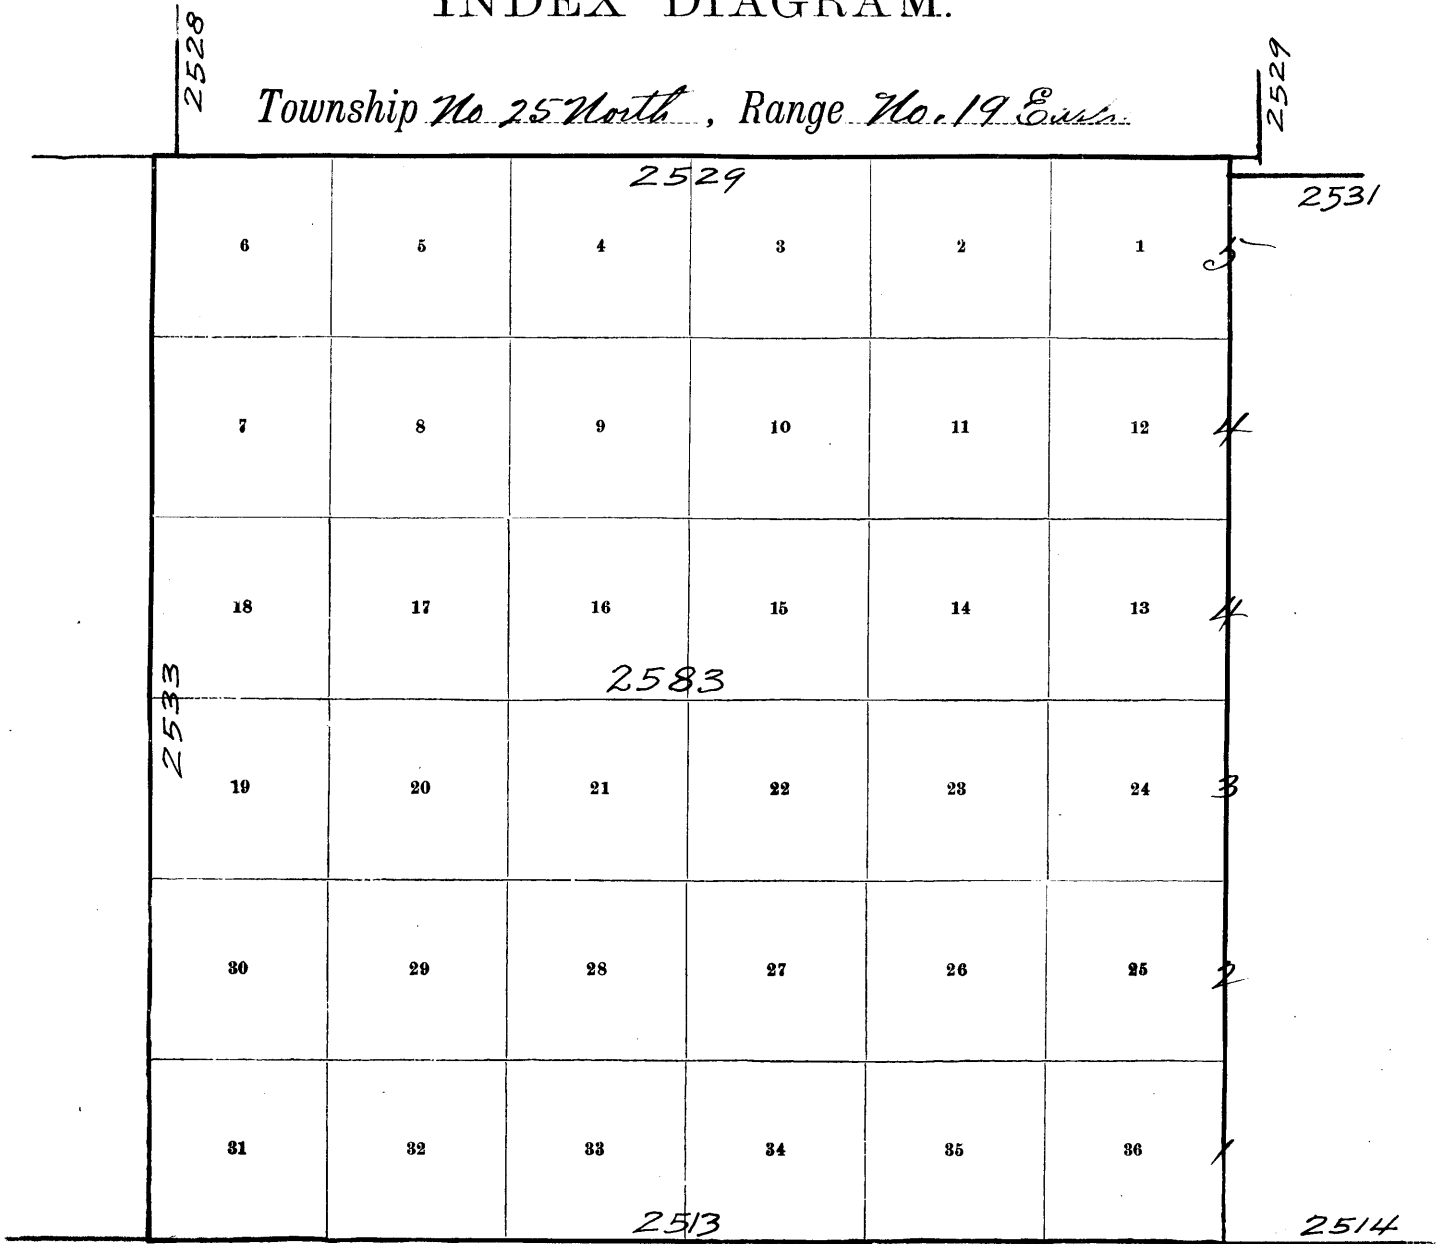 INDEX DIAGRAM.
2528
2529
Township No 25 North, Range No. 19 East.
2529
2531
6 5 4 3 2 1 5
7 8 9 10 11 12 4
18 17 16 15 14 13 4
2583
2533
19 20 21 22 23 24 3
30 29 28 27 26 25 2
31 32 33 34 35 36 1
2513
2514